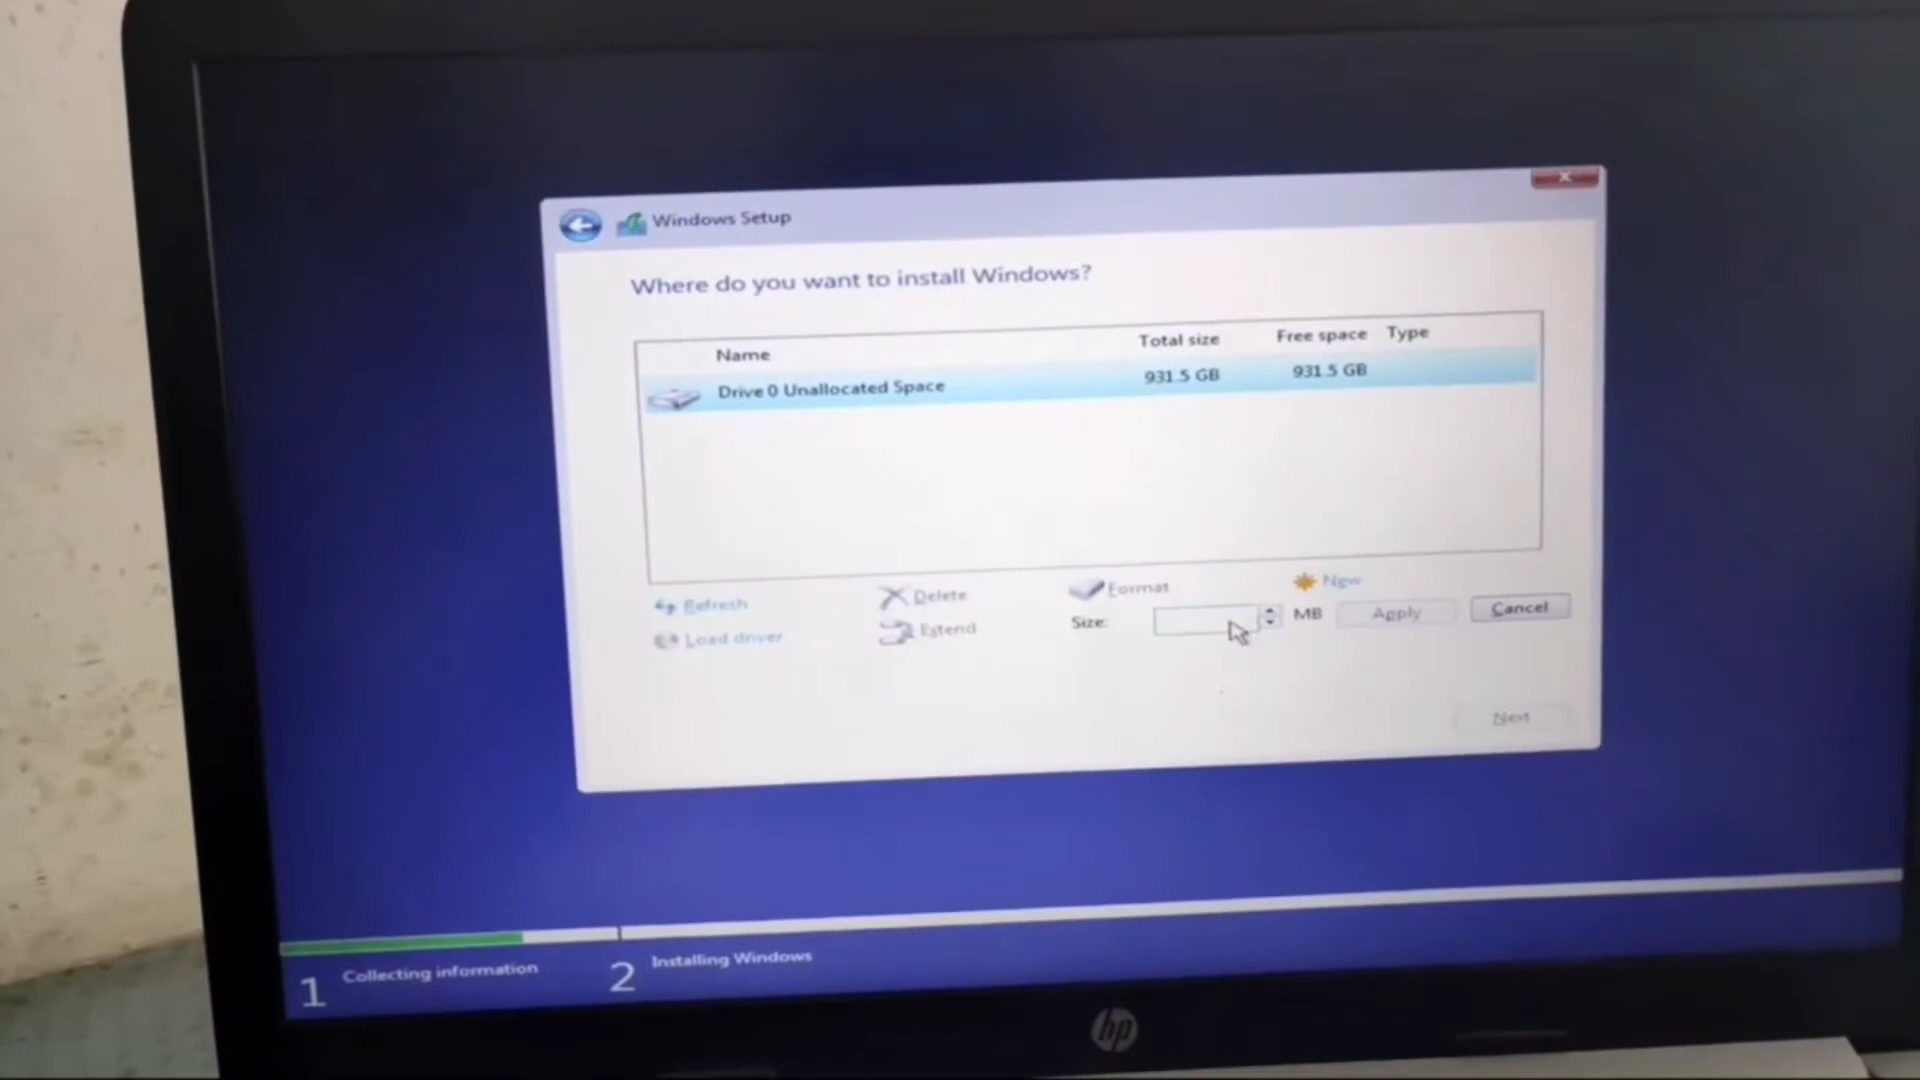 Windows Setup
Where do you want to install Windows?
Name Total size Free space Type
Drive 0 Unallocated Space 931.5 GB 931.5 GB
Refresh Delete Format New
Load driver Extend Size: MB Apply Cancel
Next
1 Collecting information 2 Installing Windows
hp